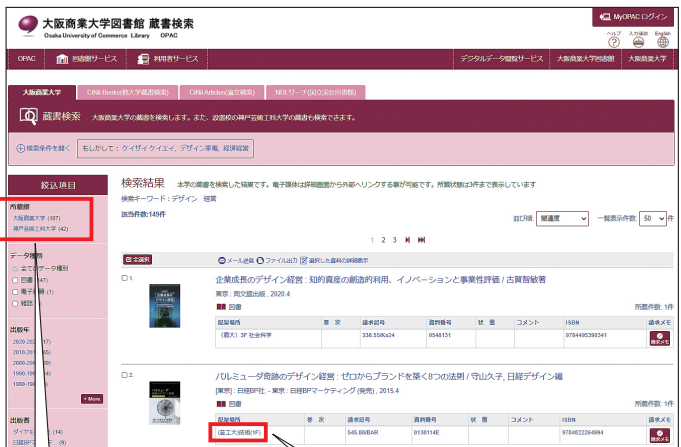 大阪商業大学図書館 蔵書検索
Osaka University of Commerce Library OPAC
MyOPAC ログイン
ヘルプ 入力補助 English
OPAC 図書館サービス 利用者サービス デジタルデータ閲覧サービス 大阪商業大学図書館 大阪商業大学
大阪商業大学 CiNii Books(他大学蔵書検索) CiNii Articles(論文検索) NDLサーチ(国立国会図書館)
蔵書検索 大阪商業大学の蔵書を検索します。また、設置校の神戸芸術工科大学の蔵書も検索できます。
検索条件を開く もしかして : ケイザイケイエイ, デザイン家電, 経済経営
絞込項目
所蔵館
大阪商業大学 (107)
神戸芸術工科大学 (42)
データ種別
全てのデータ種別
図書 (147)
電子書籍 (1)
雑誌
出版年
+ More
出版者
(14)
日経BP (9)
検索結果 本学の蔵書を検索した結果です。電子媒体は詳細画面から外部へリンクする事が可能です。所蔵状態は3件まで表示しています
検索キーワード : デザイン 経営
該当件数:149件
並び順 関連度 一覧表示件数 50 件
1 2 3
全選択 メール送信 ファイル出力 選択した資料の詳細表示
1. 企業成長のデザイン経営 : 知的資産の創造的利用、イノベーションと事業性評価 / 古賀智敏著
東京 : 同文舘出版 , 2020.4
図書 所蔵件数: 1件
配架場所 巻 次 請求記号 資料番号 状 態 コメント ISBN 請求メモ
(商大) 3F 社会科学 336.55/Ko24 0548131 9784495390341 請求メモ
2. バルミューダ奇跡のデザイン経営 : ゼロからブランドを築く8つの法則 / 守山久子, 日経デザイン編
[東京] : 日経BP社. - 東京 : 日経BPマーケティング (発売) , 2015.4
図書 所蔵件数: 1件
配架場所 巻 次 請求記号 資料番号 状 態 コメント ISBN 請求メモ
(芸工大)技術(1F) 545.88/BAR 0130114E 9784822264994 請求メモ